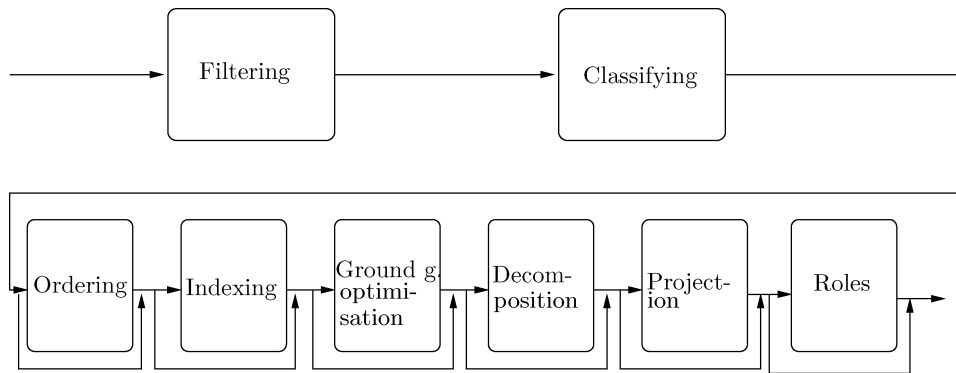 Filtering
Classifying
Ordering
Indexing
Ground g.
optimi-
sation
Decom-
position
Project-
ion
Roles